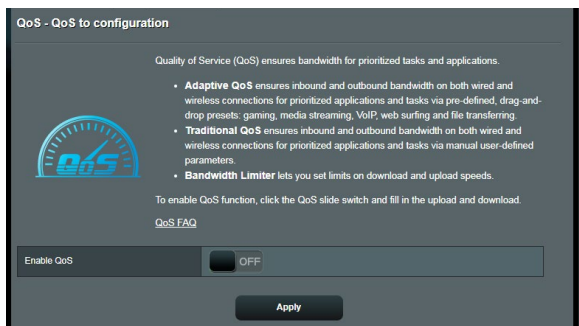 QoS - QoS to configuration
Quality of Service (QoS) ensures bandwidth for prioritized tasks and applications.
• Adaptive QoS ensures inbound and outbound bandwidth on both wired and
wireless connections for prioritized applications and tasks via pre-defined, drag-and-
drop presets: gaming, media streaming, VoIP, web surfing and file transferring.
• Traditional QoS ensures inbound and outbound bandwidth on both wired and
wireless connections for prioritized applications and tasks via manual user-defined
parameters.
• Bandwidth Limiter lets you set limits on download and upload speeds.
QoS
To enable QoS function, click the QoS slide switch and fill in the upload and download.
QoS FAQ
Enable QoS
OFF
Apply